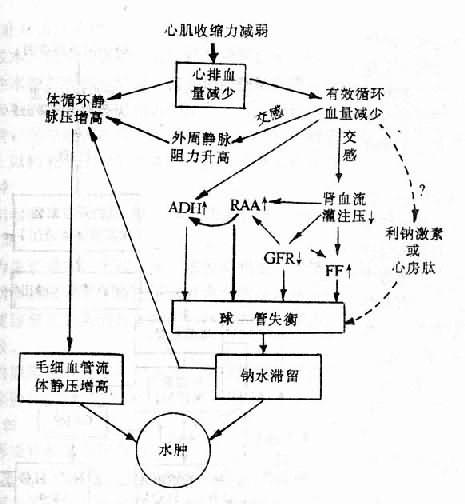 心肌收缩力减弱
心排血
量减少
体循环静
脉压增高
有效循环
血量减少
交感
外周静脉
阻力升高
交
感
ADH↑
RAA↑
肾血流
灌注压↓
?
利钠激素
或
心房肽
GFR↓
FF↑
球一管失衡
毛细血管流
体静压增高
钠水滞留
水肿